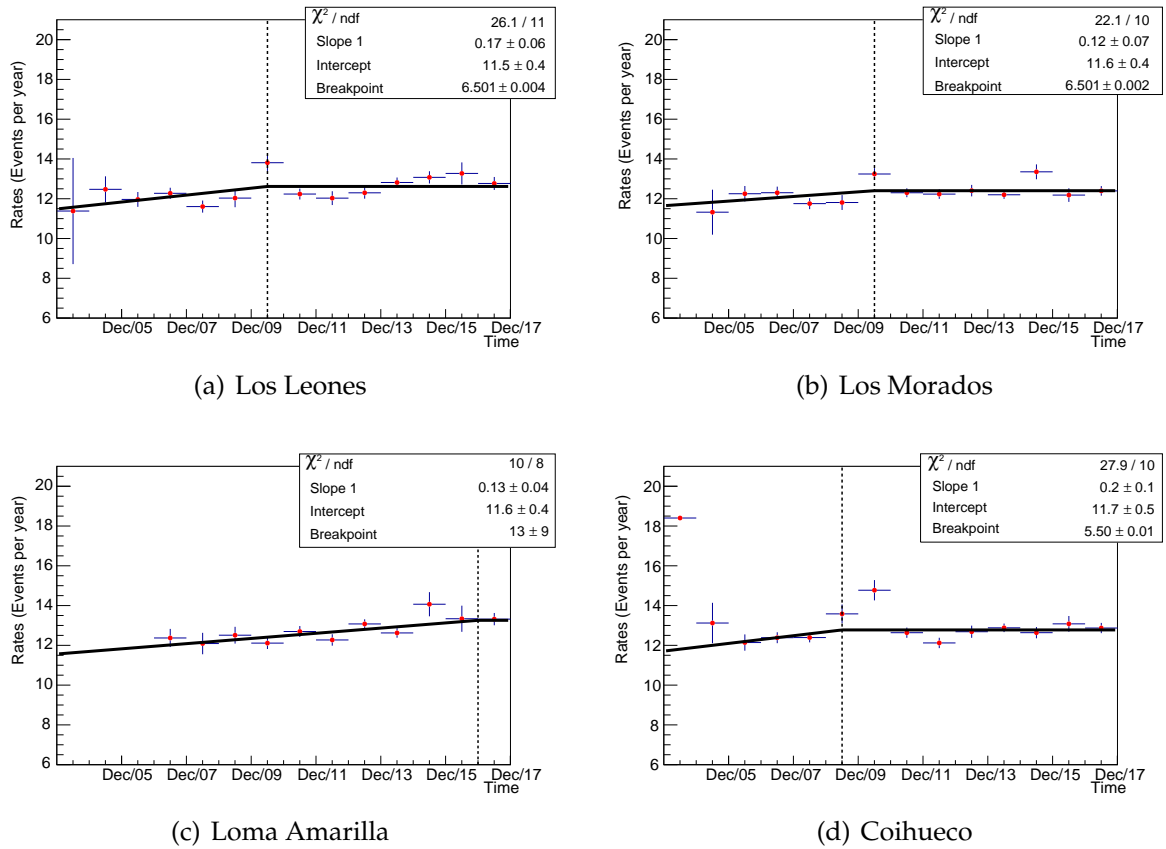 χ² / ndf 26.1 / 11
Slope 1 0.17 ± 0.06
Intercept 11.5 ± 0.4
Breakpoint 6.501 ± 0.004
Rates (Events per year)
20
18
16
14
12
10
8
6
Dec/05 Dec/07 Dec/09 Dec/11 Dec/13 Dec/15 Dec/17
Time
(a) Los Leones
χ² / ndf 22.1 / 10
Slope 1 0.12 ± 0.07
Intercept 11.6 ± 0.4
Breakpoint 6.501 ± 0.002
Rates (Events per year)
20
18
16
14
12
10
8
6
Dec/05 Dec/07 Dec/09 Dec/11 Dec/13 Dec/15 Dec/17
Time
(b) Los Morados
χ² / ndf 10 / 8
Slope 1 0.13 ± 0.04
Intercept 11.6 ± 0.4
Breakpoint 13 ± 9
Rates (Events per year)
20
18
16
14
12
10
8
6
Dec/05 Dec/07 Dec/09 Dec/11 Dec/13 Dec/15 Dec/17
Time
(c) Loma Amarilla
χ² / ndf 27.9 / 10
Slope 1 0.2 ± 0.1
Intercept 11.7 ± 0.5
Breakpoint 5.50 ± 0.01
Rates (Events per year)
20
18
16
14
12
10
8
6
Dec/05 Dec/07 Dec/09 Dec/11 Dec/13 Dec/15 Dec/17
Time
(d) Coihueco